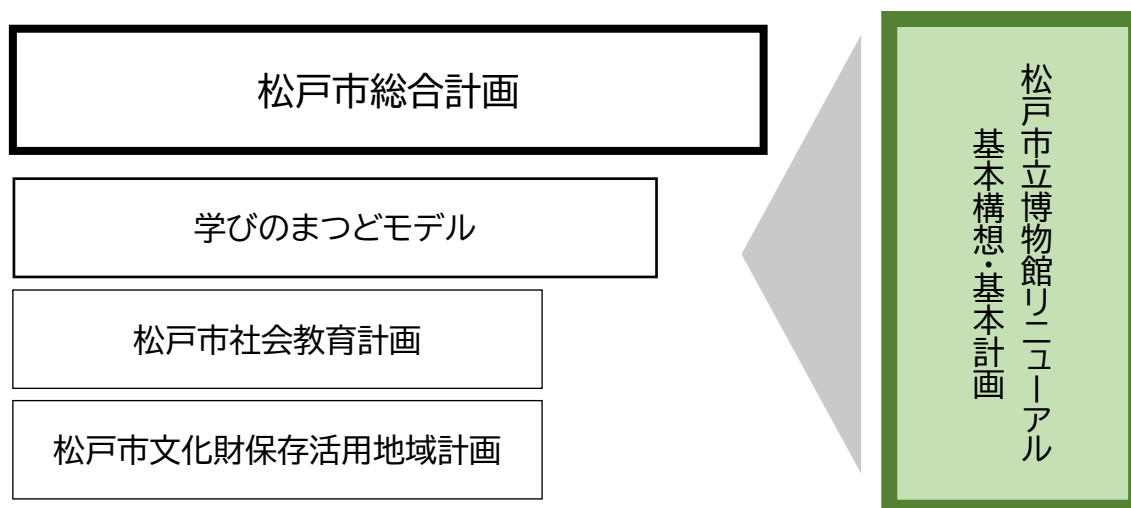 松戸市総合計画
学びのまつどモデル
松戸市社会教育計画
松戸市文化財保存活用地域計画
松戸市立博物館リニューアル
基本構想・基本計画